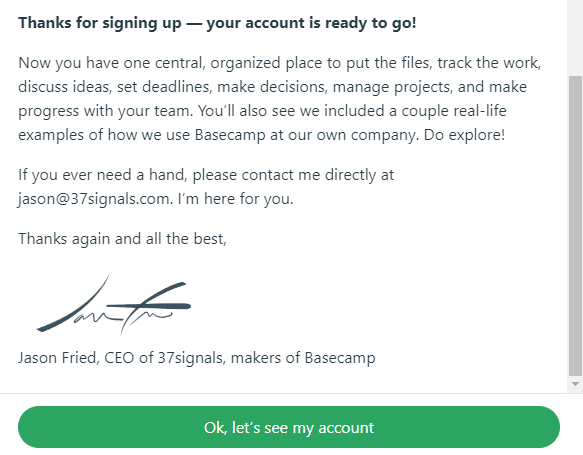 Thanks for signing up — your account is ready to go!
Now you have one central, organized place to put the files, track the work,
discuss ideas, set deadlines, make decisions, manage projects, and make
progress with your team. You’ll also see we included a couple real-life
examples of how we use Basecamp at our own company. Do explore!
If you ever need a hand, please contact me directly at
jason@37signals.com. I’m here for you.
Thanks again and all the best,
Jason Fried, CEO of 37signals, makers of Basecamp
Ok, let’s see my account